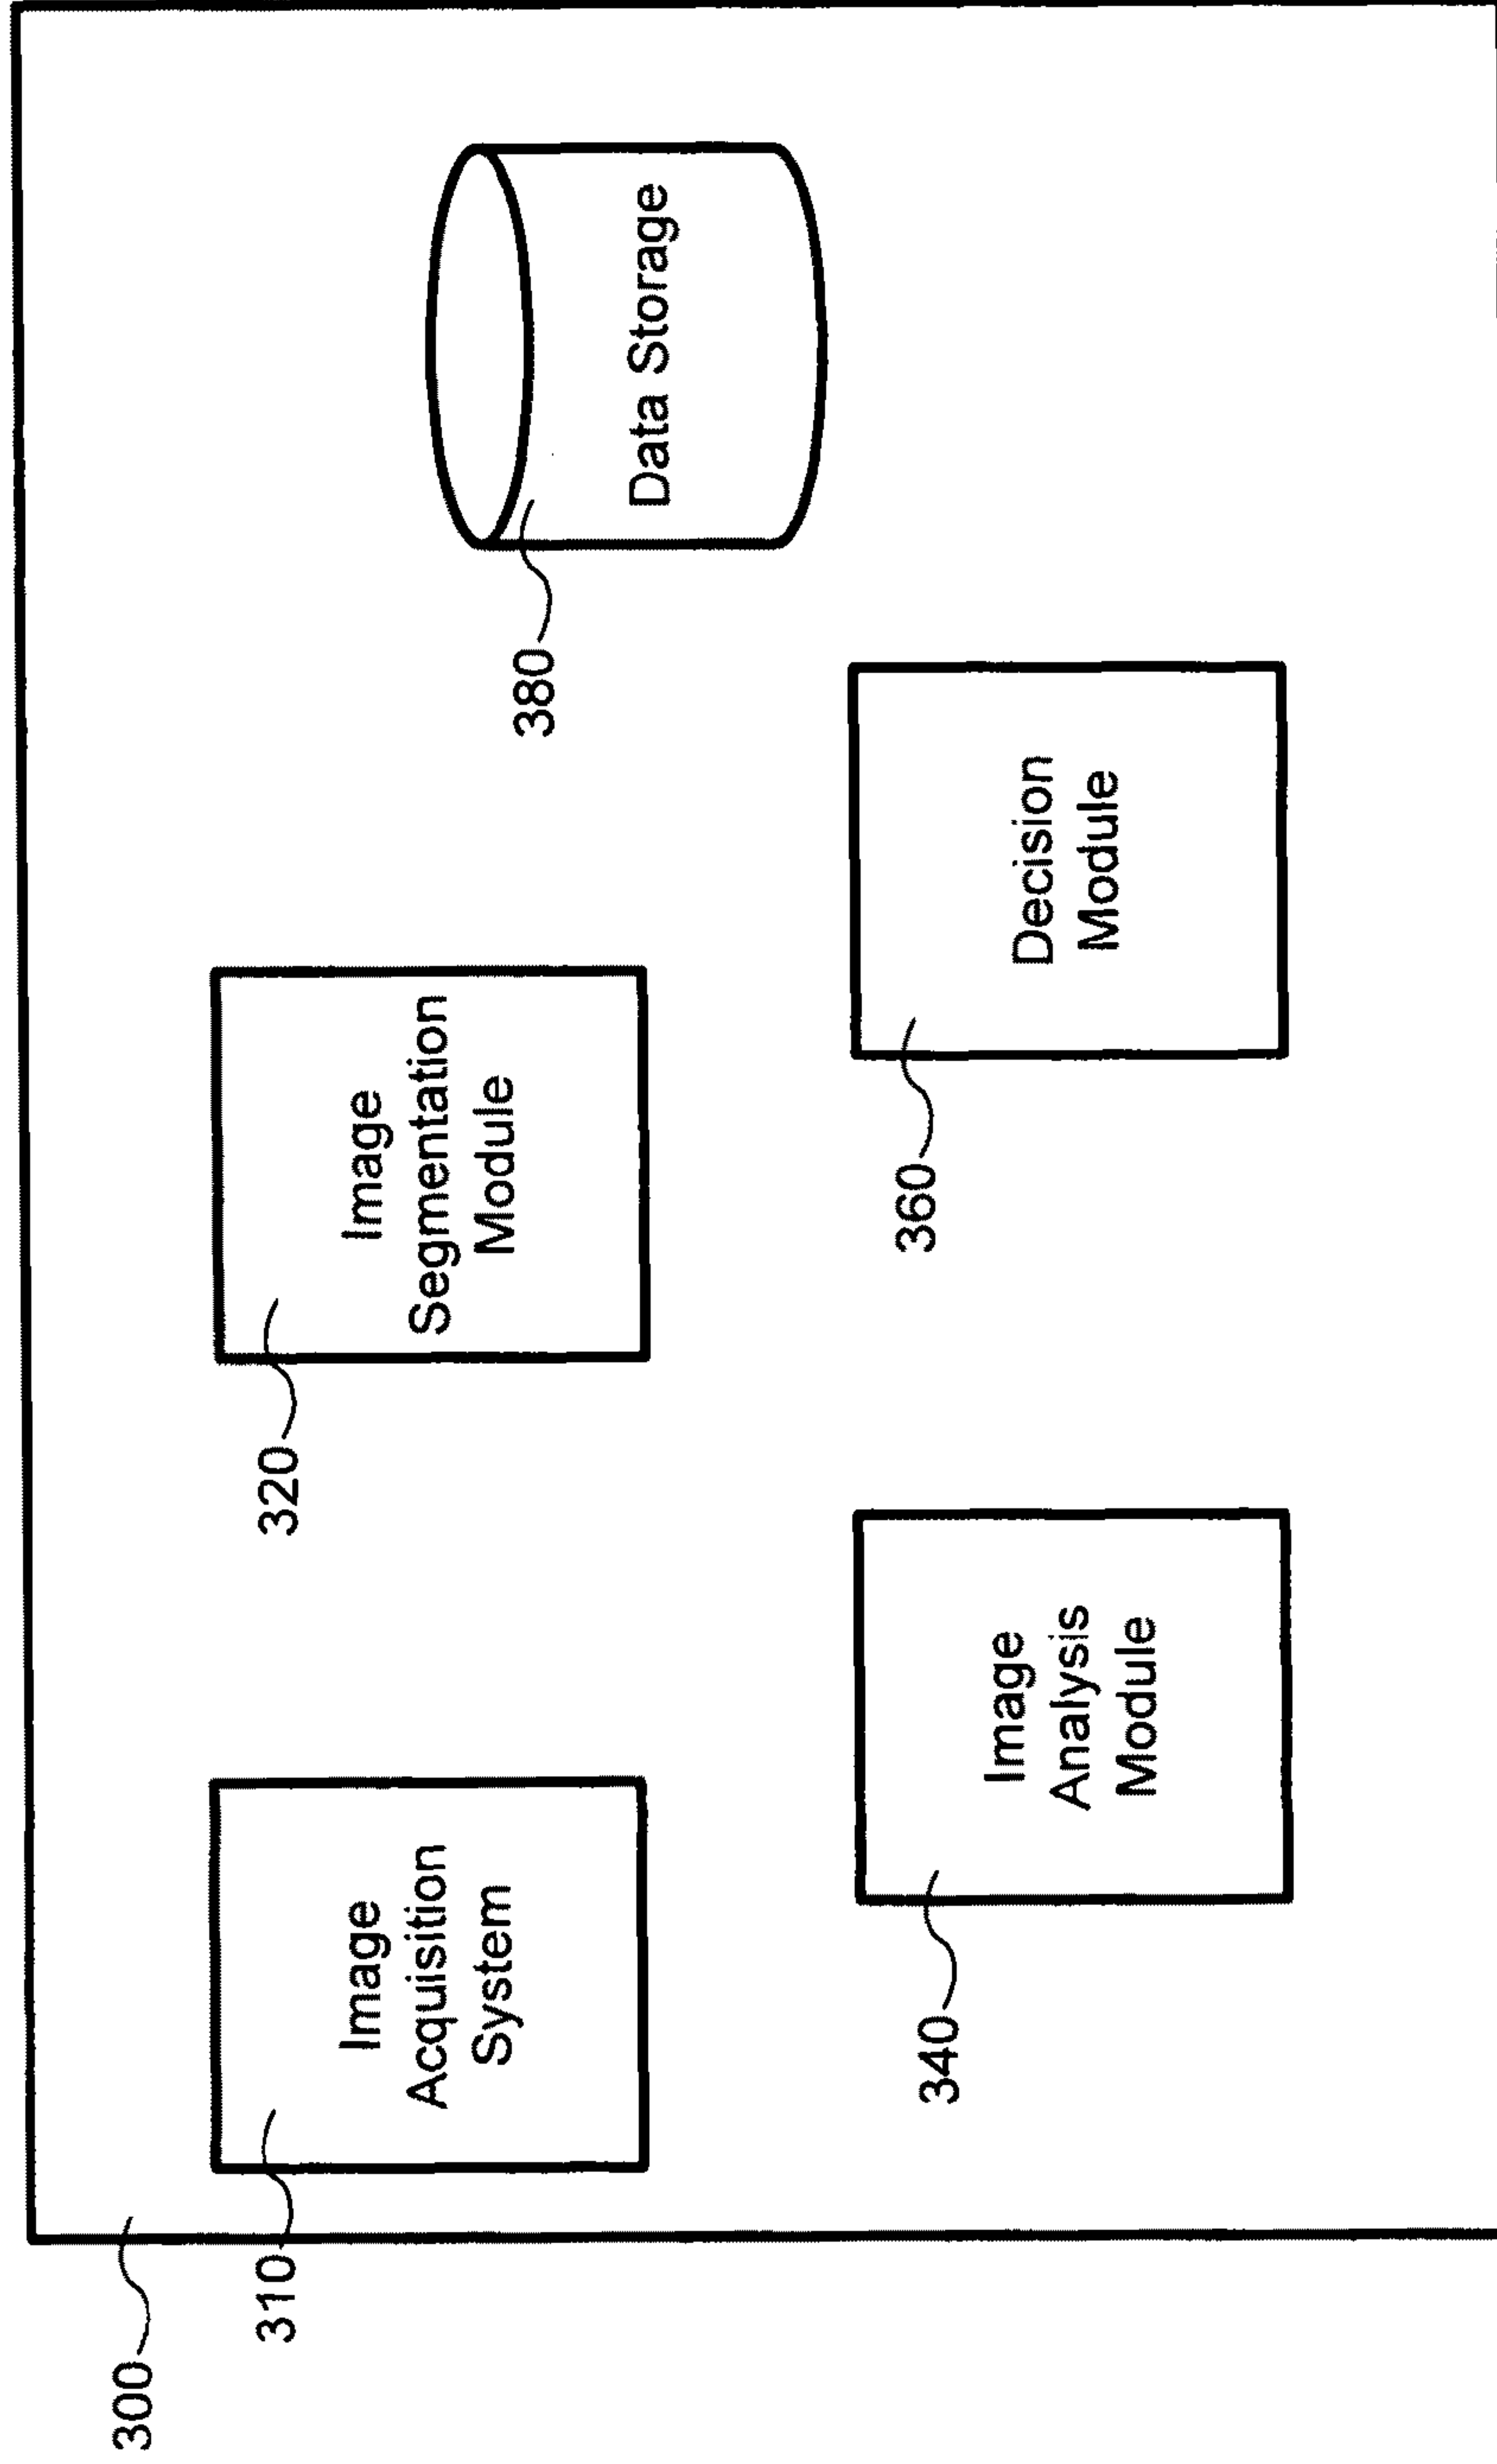 300
310
Image
Acquisition
System
320
Image
Segmentation
Module
340
Image
Analysis
Module
360
Decision
Module
380
Data Storage